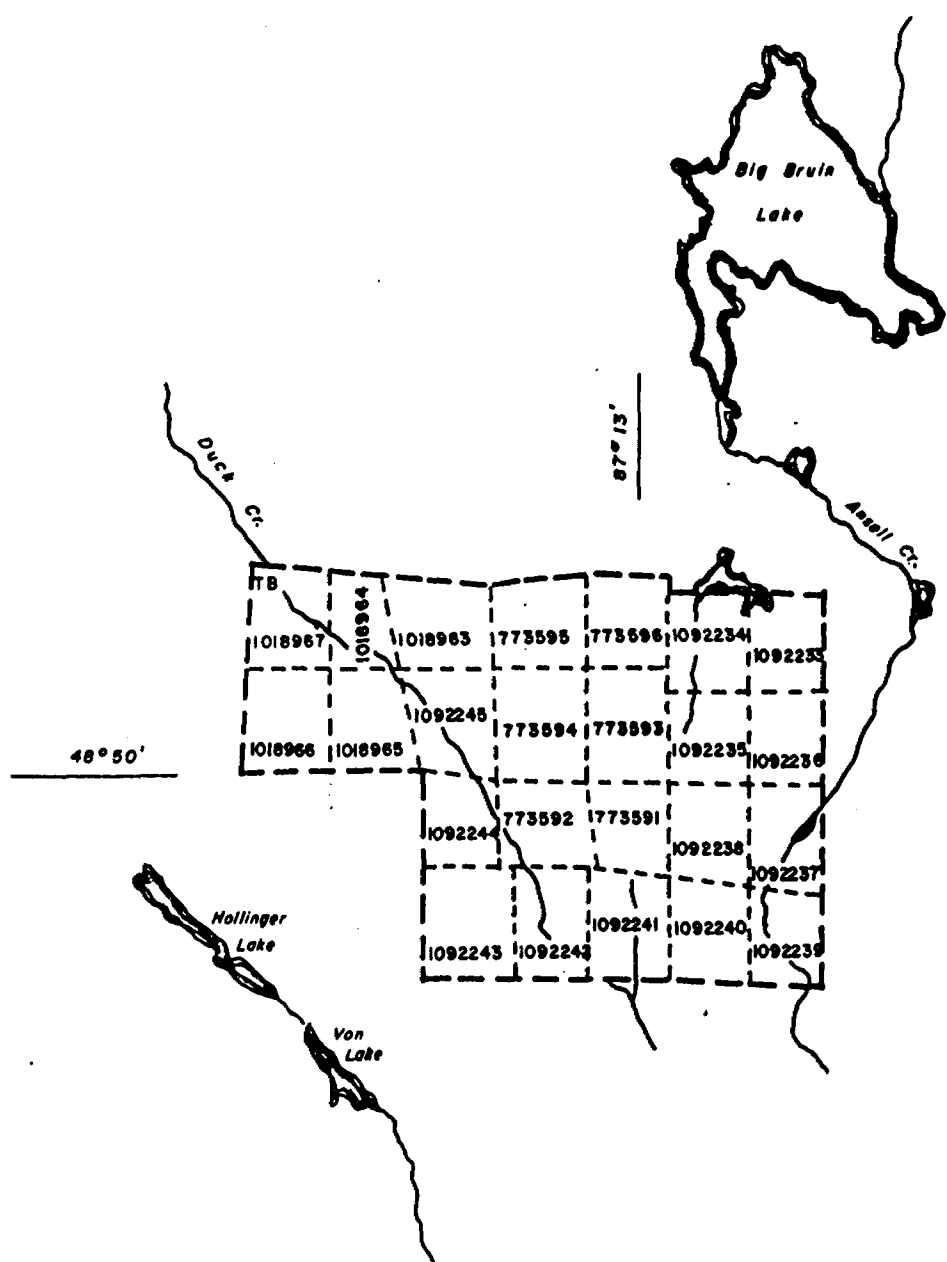 Big Bruin
Lake
87° 13'
Duck Cr.
Ansell Cr.
TB
1018967
1018964
1018963
773595
773596
1092234
1092233
1018966
1018965
1092245
773594
773593
1092235
1092236
48° 50'
1092244
773592
773591
1092238
1092237
1092243
1092242
1092241
1092240
1092239
Hollinger
Lake
Von
Lake